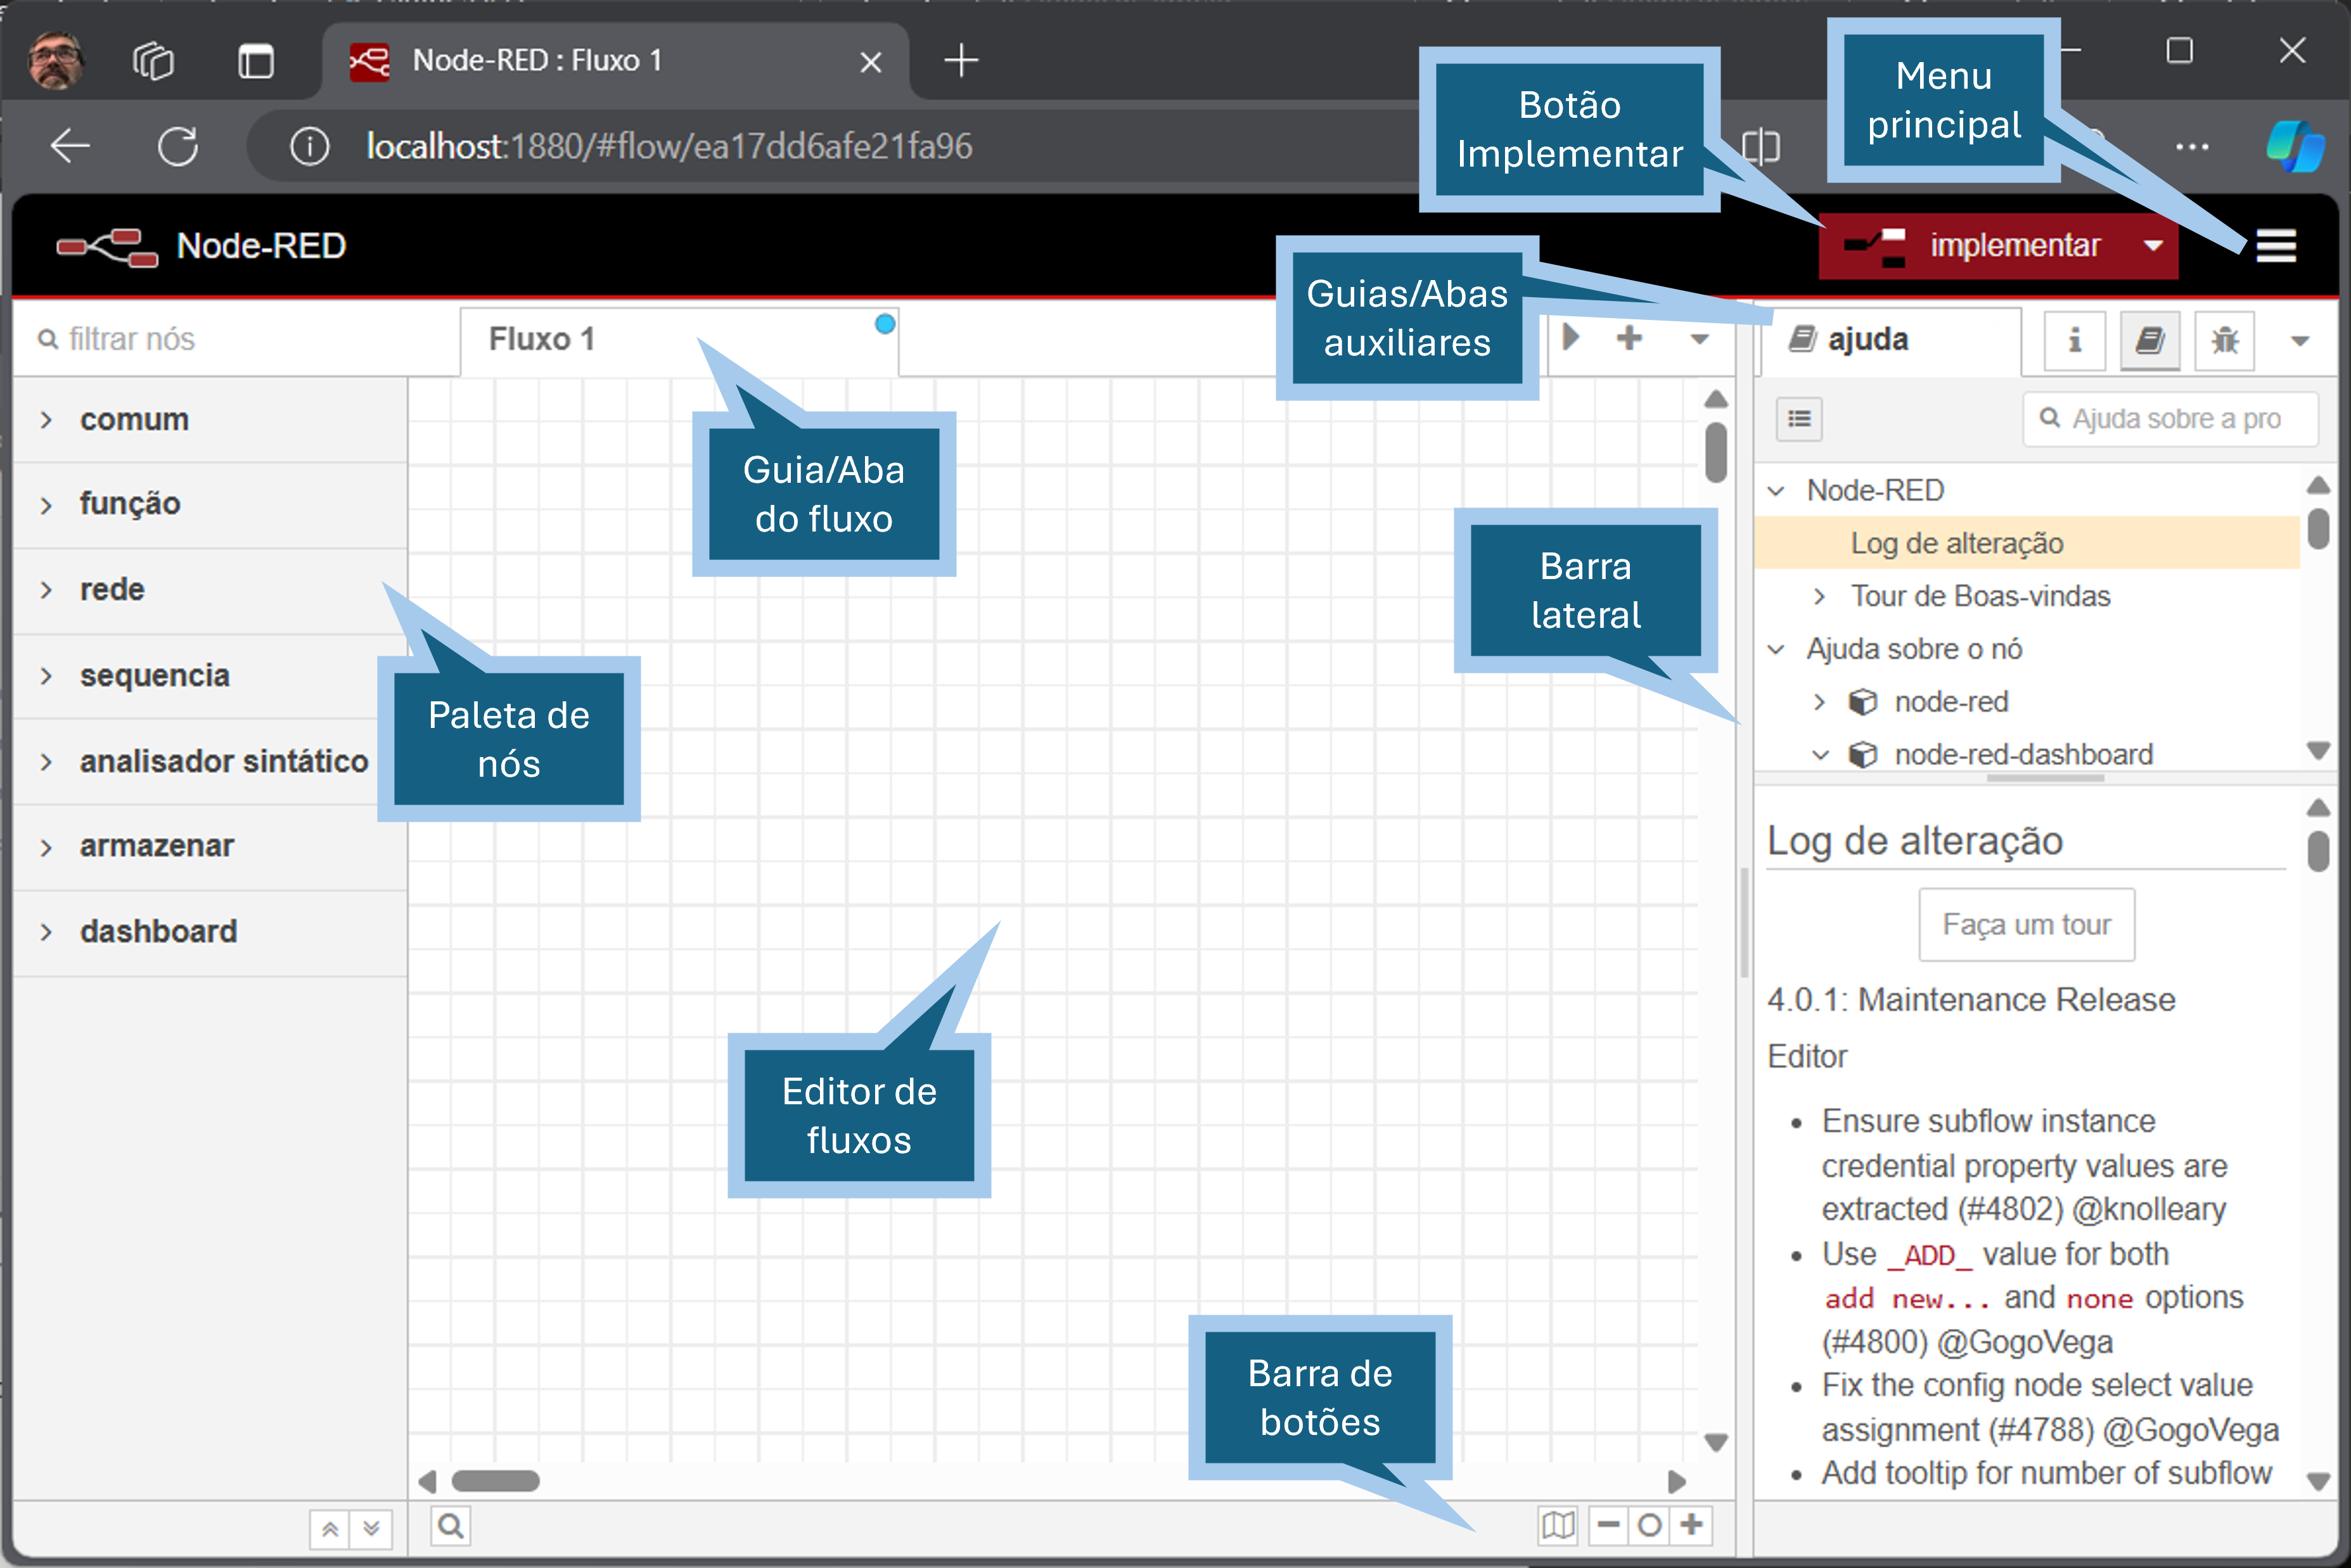 Node-RED : Fluxo 1
localhost:1880/#flow/ea17dd6afe21fa96
Botão
Implementar
Menu
principal
Node-RED
implementar
Guias/Abas
auxiliares
filtrar nós
Fluxo 1
ajuda
comum
função
rede
sequencia
analisador sintático
armazenar
dashboard
Guia/Aba
do fluxo
Paleta de
nós
Editor de
fluxos
Barra
lateral
Barra de
botões
Ajuda sobre a pro
Node-RED
Log de alteração
Tour de Boas-vindas
Ajuda sobre o nó
node-red
node-red-dashboard
Log de alteração
Faça um tour
4.0.1: Maintenance Release
Editor
• Ensure subflow instance
credential property values are
extracted (#4802) @knolleary
• Use _ADD_ value for both
add new... and none options
(#4800) @GogoVega
• Fix the config node select value
assignment (#4788) @GogoVega
• Add tooltip for number of subflow